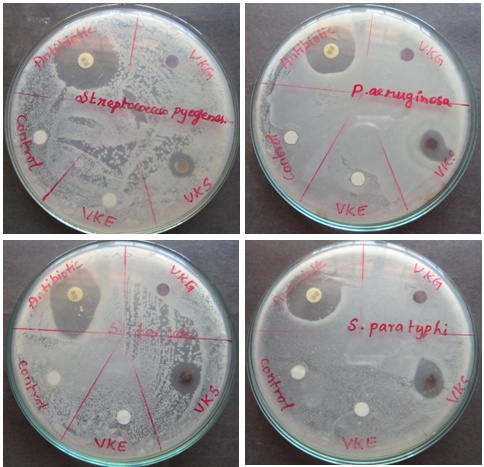 Antibiotic
VKG
Streptococcus pyogenes.
Control
VKS
VKE
Antibiotic
VKG
P. aeruginosa
Control
VKS
VKE
Antibiotic
VKG
S.
Control
VKS
VKE
Antibiotic
VKG
S. paratyphi
Control
VKS
VKE